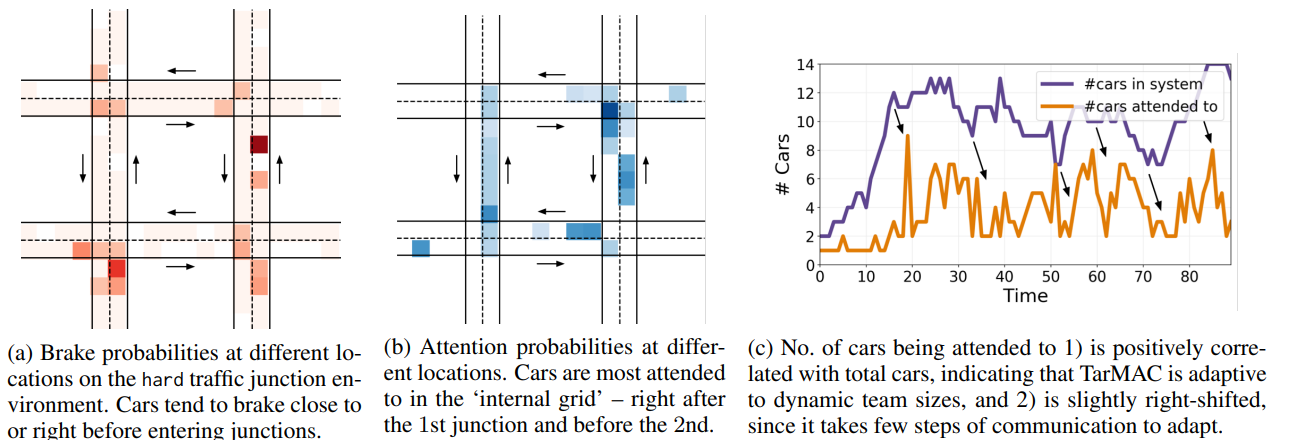 14
12
10
8
6
4
2
0
# Cars
#cars in system
#cars attended to
0 10 20 30 40 50 60 70 80
Time
(a) Brake probabilities at different lo-
cations on the hard traffic junction en-
vironment. Cars tend to brake close to
or right before entering junctions.
(b) Attention probabilities at differ-
ent locations. Cars are most attended
to in the ‘internal grid’ – right after
the 1st junction and before the 2nd.
(c) No. of cars being attended to 1) is positively corre-
lated with total cars, indicating that TarMAC is adaptive
to dynamic team sizes, and 2) is slightly right-shifted,
since it takes few steps of communication to adapt.